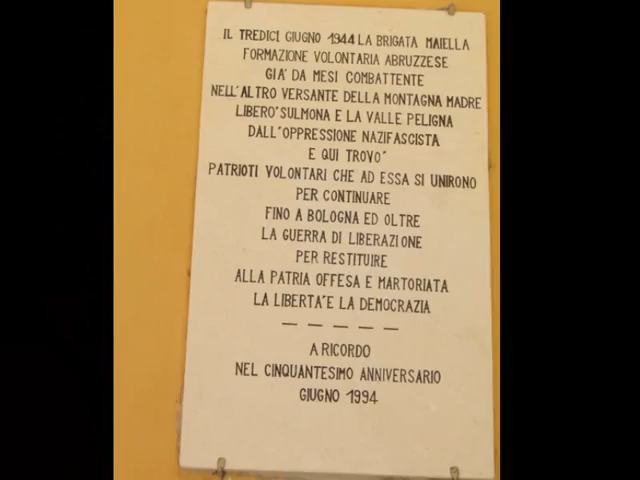 IL TREDICI GIUGNO 1944 LA BRIGATA MAIELLA
FORMAZIONE VOLONTARIA ABRUZZESE
GIA' DA MESI COMBATTENTE
NELL'ALTRO VERSANTE DELLA MONTAGNA MADRE
LIBERO' SULMONA E LA VALLE PELIGNA
DALL'OPPRESSIONE NAZIFASCISTA
E QUI TROVO'
PATRIOTI VOLONTARI CHE AD ESSA SI UNIRONO
PER CONTINUARE
FINO A BOLOGNA ED OLTRE
LA GUERRA DI LIBERAZIONE
PER RESTITUIRE
ALLA PATRIA OFFESA E MARTORIATA
LA LIBERTA' E LA DEMOCRAZIA
— — — — —
A RICORDO
NEL CINQUANTESIMO ANNIVERSARIO
GIUGNO 1994